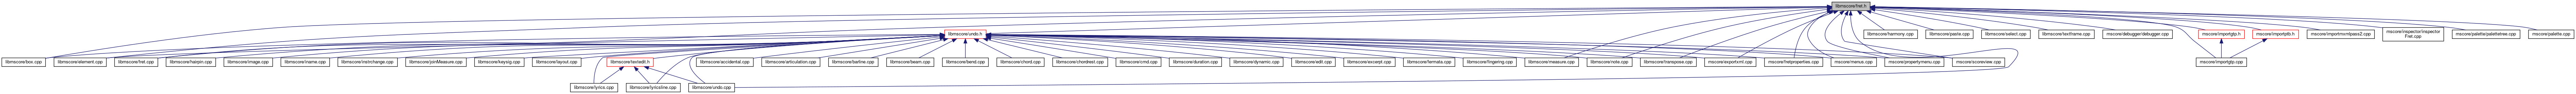 libmscore/fret.h
libmscore/undo.h
libmscore/harmony.cpp
libmscore/paste.cpp
libmscore/select.cpp
libmscore/textframe.cpp
mscore/debugger/debugger.cpp
mscore/importgtp.h
mscore/importptb.h
mscore/importmxmlpass2.cpp
mscore/inspector/inspector
Fret.cpp
mscore/palette/palettetree.cpp
mscore/palette.cpp
libmscore/box.cpp
libmscore/element.cpp
libmscore/fret.cpp
libmscore/hairpin.cpp
libmscore/image.cpp
libmscore/iname.cpp
libmscore/instrchange.cpp
libmscore/joinMeasure.cpp
libmscore/keysig.cpp
libmscore/layout.cpp
libmscore/textedit.h
libmscore/accidental.cpp
libmscore/articulation.cpp
libmscore/barline.cpp
libmscore/beam.cpp
libmscore/bend.cpp
libmscore/chord.cpp
libmscore/chordrest.cpp
libmscore/cmd.cpp
libmscore/duration.cpp
libmscore/dynamic.cpp
libmscore/edit.cpp
libmscore/excerpt.cpp
libmscore/fermata.cpp
libmscore/fingering.cpp
libmscore/measure.cpp
libmscore/note.cpp
libmscore/transpose.cpp
mscore/exportxml.cpp
mscore/fretproperties.cpp
mscore/menus.cpp
mscore/propertymenu.cpp
mscore/scoreview.cpp
mscore/importgtp.cpp
libmscore/lyrics.cpp
libmscore/lyricsline.cpp
libmscore/undo.cpp